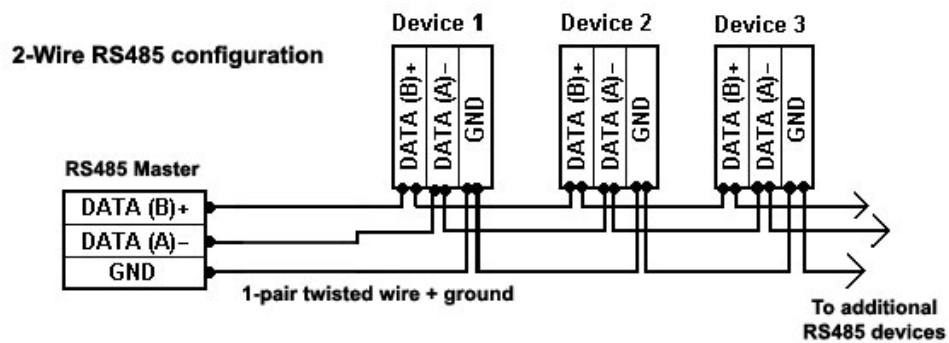 2-Wire RS485 configuration
Device 1
DATA (B)+
DATA (A)-
GND
Device 2
DATA (B)+
DATA (A)-
GND
Device 3
DATA (B)+
DATA (A)-
GND
RS485 Master
DATA (B)+
DATA (A)-
GND
1-pair twisted wire + ground
To additional
RS485 devices